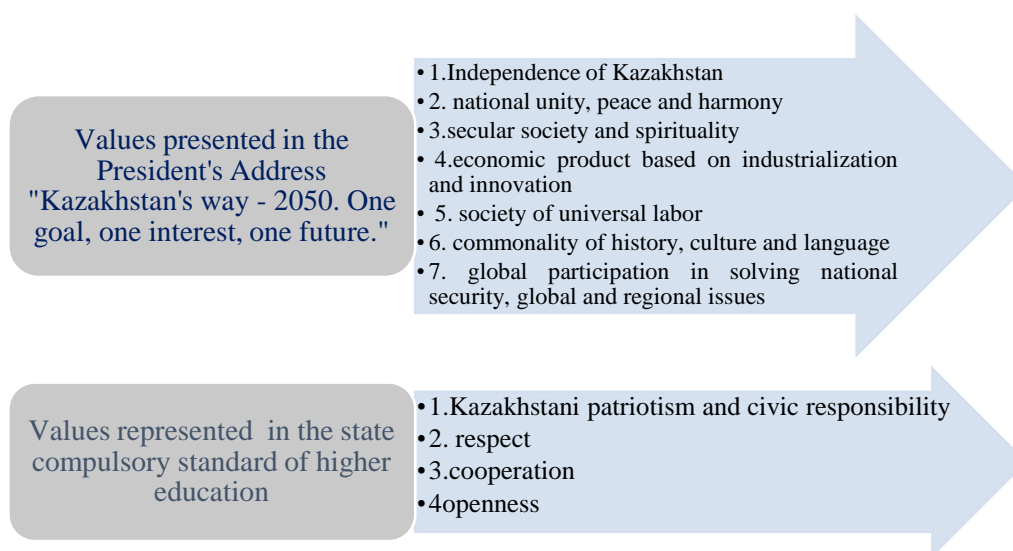 Values presented in the
President's Address
"Kazakhstan's way - 2050. One
goal, one interest, one future."
• 1.Independence of Kazakhstan
• 2. national unity, peace and harmony
• 3.secular society and spirituality
• 4.economic product based on industrialization
and innovation
• 5. society of universal labor
• 6. commonality of history, culture and language
• 7. global participation in solving national
security, global and regional issues
Values represented in the state
compulsory standard of higher
education
• 1.Kazakhstani patriotism and civic responsibility
• 2. respect
• 3.cooperation
• 4openness